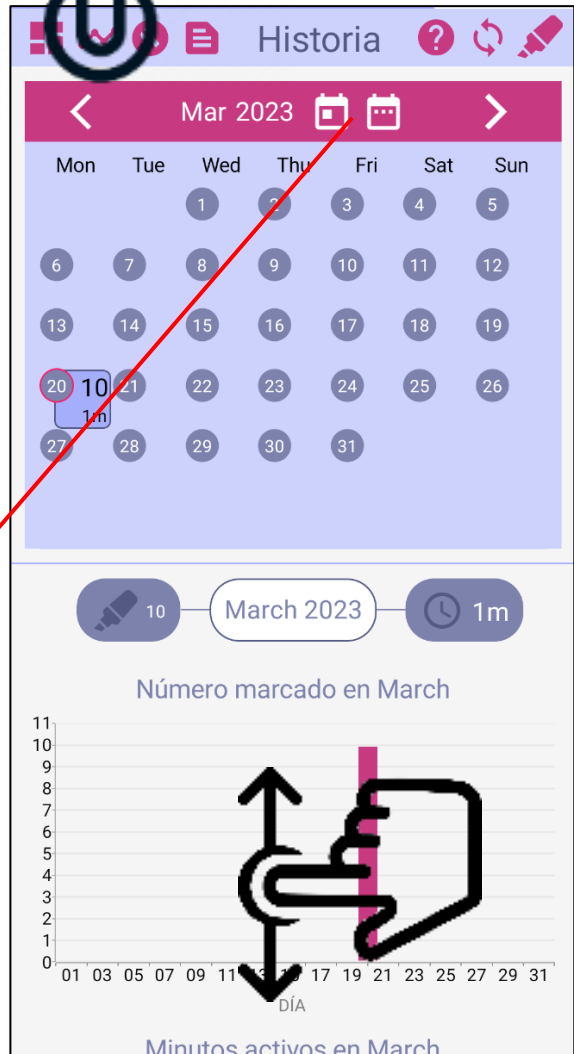 Historia
Mar 2023
Mon Tue Wed Thu Fri Sat Sun
1 2 3 4 5
6 7 8 9 10 11 12
13 14 15 16 17 18 19
20 10 21 22 23 24 25 26
1m
27 28 29 30 31
10 March 2023 1m
Número marcado en March
11
10
9
8
7
6
5
4
3
2
1
0
01 03 05 07 09 11 17 19 21 23 25 27 29 31
DÍA
Minutos activos en March